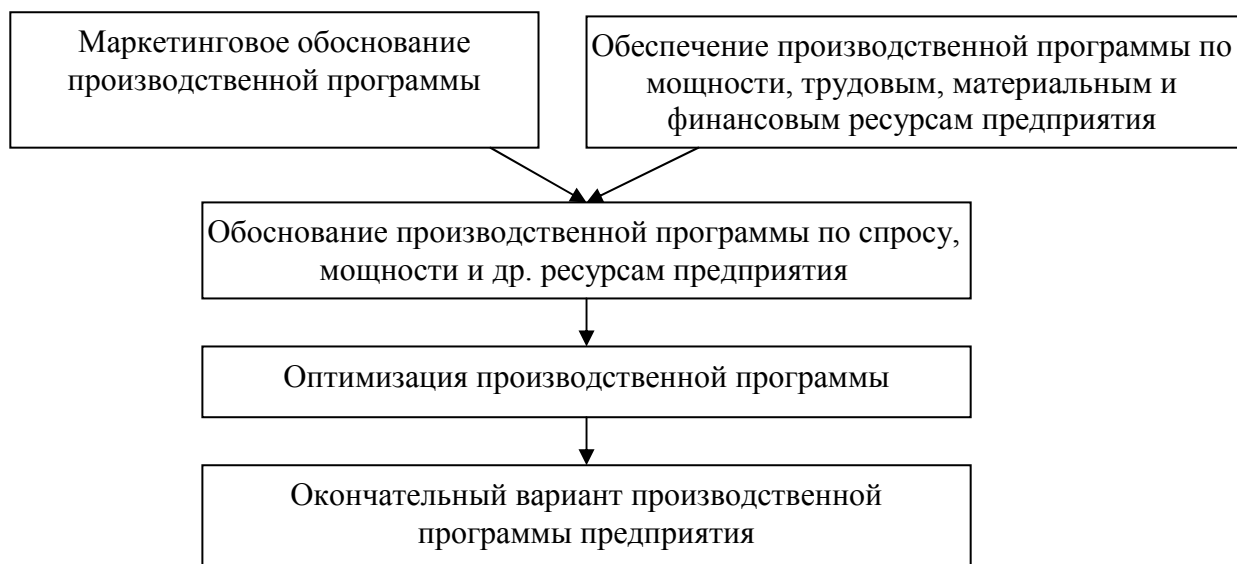 Маркетинговое обоснование
производственной программы
Обеспечение производственной программы по
мощности, трудовым, материальным и
финансовым ресурсам предприятия
Обоснование производственной программы по спросу,
мощности и др. ресурсам предприятия
Оптимизация производственной программы
Окончательный вариант производственной
программы предприятия